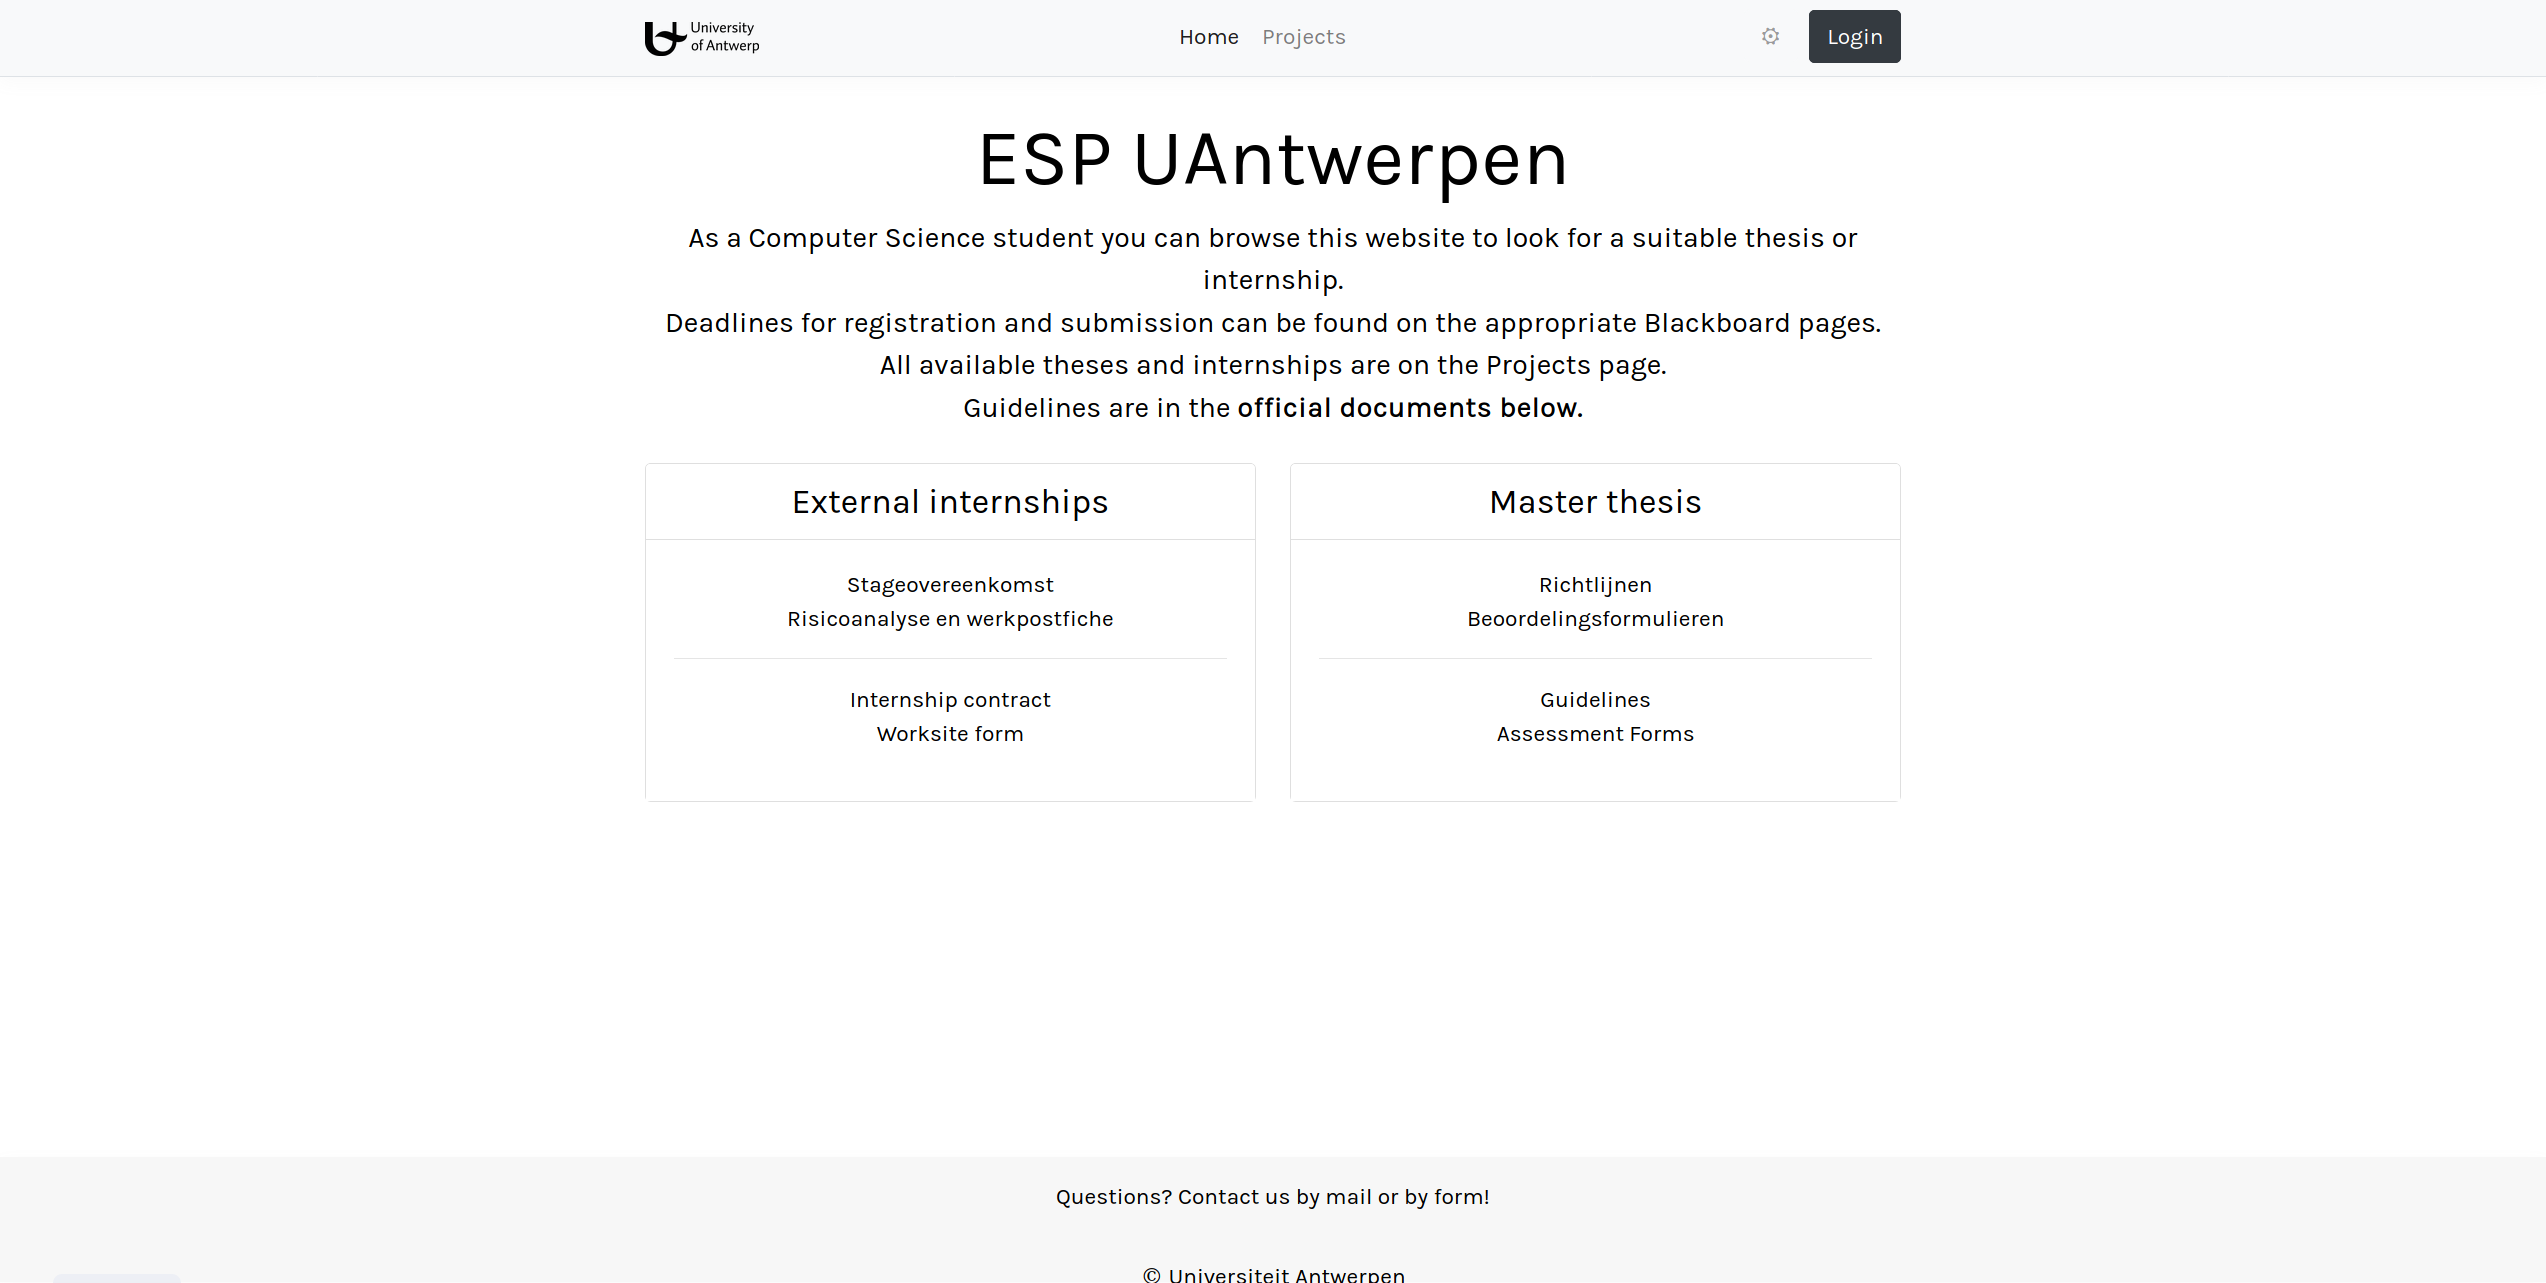 University
of Antwerp
Home
Projects
Login
ESP UAntwerpen
As a Computer Science student you can browse this website to look for a suitable thesis or
internship.
Deadlines for registration and submission can be found on the appropriate Blackboard pages.
All available theses and internships are on the Projects page.
Guidelines are in the official documents below.
External internships
Stageovereenkomst
Risicoanalyse en werkpostfiche
Internship contract
Worksite form
Master thesis
Richtlijnen
Beoordelingsformulieren
Guidelines
Assessment Forms
Questions? Contact us by mail or by form!
© Universiteit Antwerpen